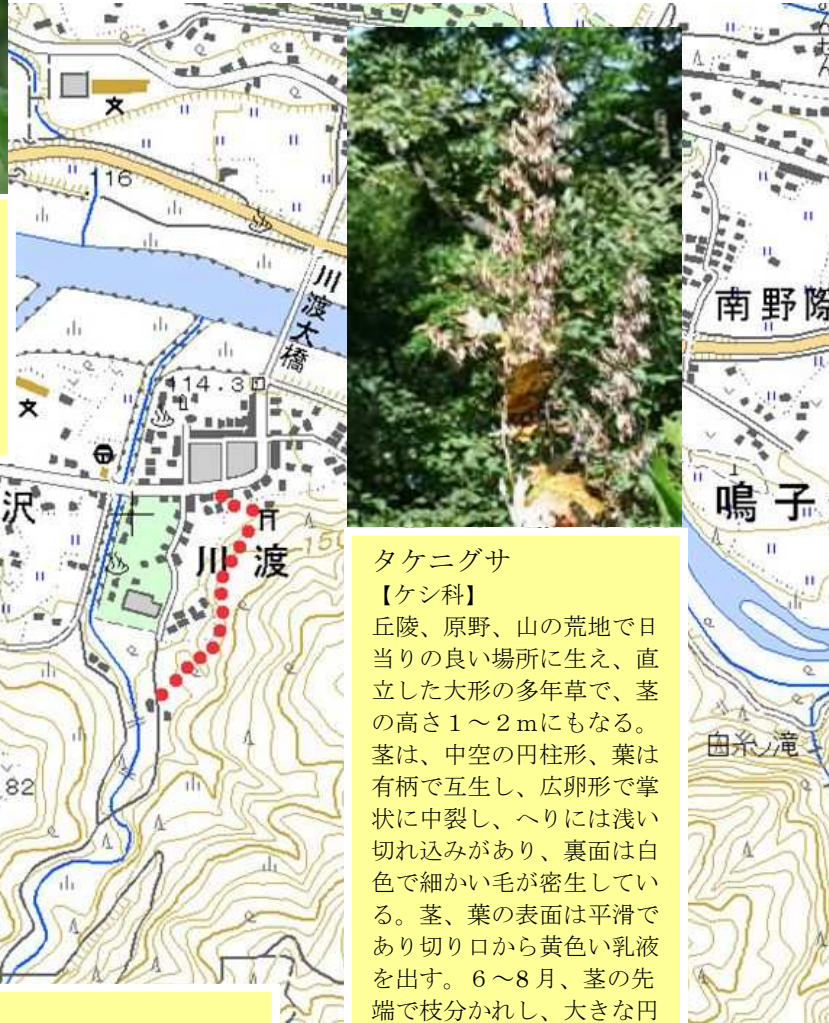 116
川渡大橋
114.3
沢
川渡
150
82
南野際
鳴子
白糸ノ滝
タケニグサ
【ケシ科】
丘陵、原野、山の荒地で日
当りの良い場所に生え、直
立した大形の多年草で、茎
の高さ1～2mにもなる。
茎は、中空の円柱形、葉は
有柄で互生し、広卵形で掌
状に中裂し、へりには浅い
切れ込みがあり、裏面は白
色で細かい毛が密生してい
る。茎、葉の表面は平滑で
あり切り口から黄色い乳液
を出す。6～8月、茎の先
端で枝分かれし、大きな円